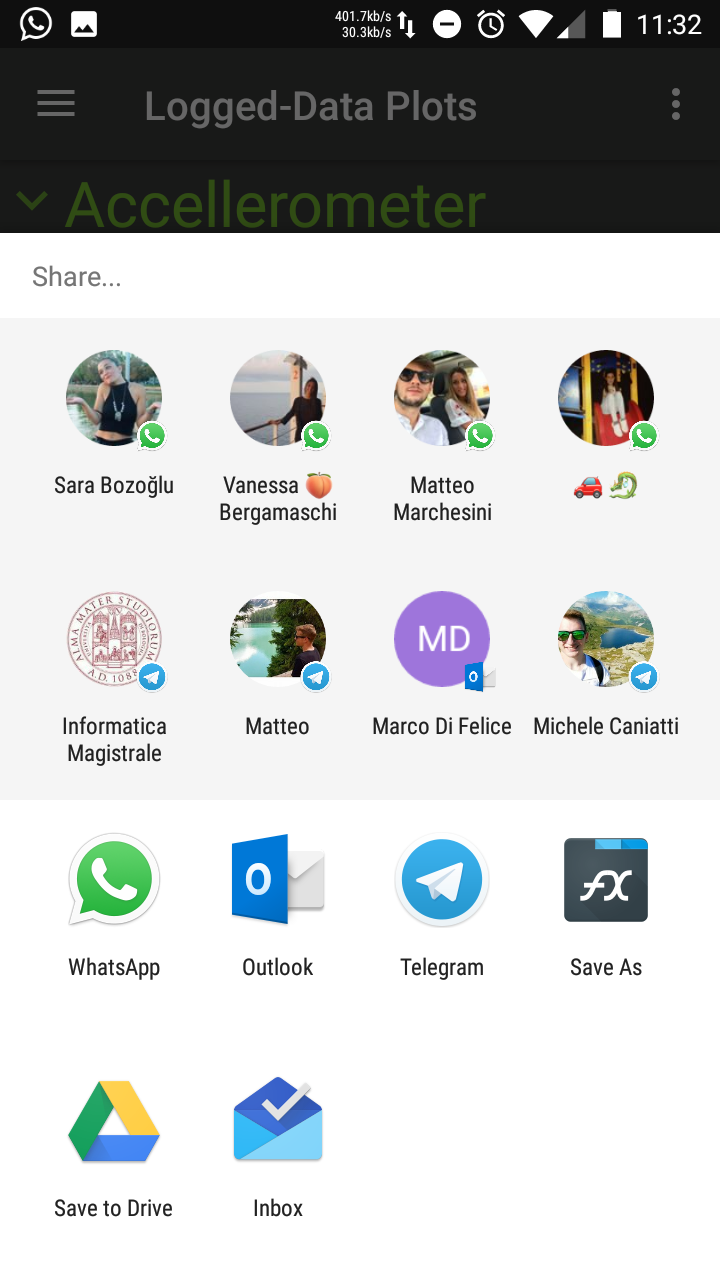 401.7kb/s
30.3kb/s
11:32
Logged-Data Plots
Accellerometer
Share...
Sara Bozoğlu
Vanessa 🍑
Bergamaschi
Matteo
Marchesini
🚗🐉
ALMA MATER STUDIORUM
A.D. 1088
Informatica
Magistrale
Matteo
MD
Marco Di Felice
Michele Caniatti
WhatsApp
Outlook
Telegram
Save As
Save to Drive
Inbox